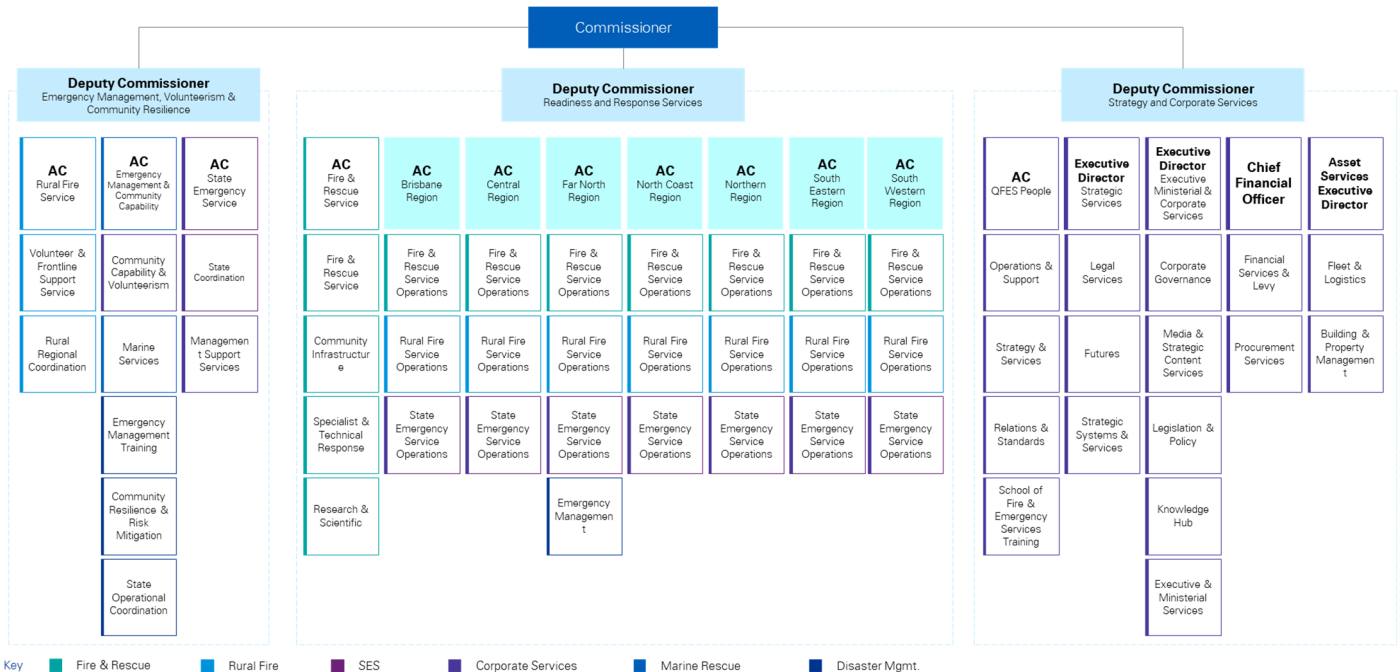 Commissioner
Deputy Commissioner
Emergency Management, Volunteerism &
Community Resilience
AC
Rural Fire
Service
Volunteer &
Frontline
Support
Service
Rural
Regional
Coordination
AC
Emergency
Management &
Community
Capability
Community
Capability &
Volunteerism
Marine
Services
Emergency
Management
Training
Community
Resilience &
Risk
Mitigation
State
Operational
Coordination
AC
State
Emergency
Service
State
Coordination
Managemen
t Support
Services
Deputy Commissioner
Readiness and Response Services
AC
Fire &
Rescue
Service
Fire &
Rescue
Service
Community
Infrastructur
e
Specialist &
Technical
Response
Research &
Scientific
AC
Brisbane
Region
Fire &
Rescue
Service
Operations
Rural Fire
Service
Operations
State
Emergency
Service
Operations
AC
Central
Region
Fire &
Rescue
Service
Operations
Rural Fire
Service
Operations
State
Emergency
Service
Operations
AC
Far North
Region
Fire &
Rescue
Service
Operations
Rural Fire
Service
Operations
State
Emergency
Service
Operations
Emergency
Managemen
t
AC
North Coast
Region
Fire &
Rescue
Service
Operations
Rural Fire
Service
Operations
State
Emergency
Service
Operations
AC
Northern
Region
Fire &
Rescue
Service
Operations
Rural Fire
Service
Operations
State
Emergency
Service
Operations
AC
South
Eastern
Region
Fire &
Rescue
Service
Operations
Rural Fire
Service
Operations
State
Emergency
Service
Operations
AC
South
Western
Region
Fire &
Rescue
Service
Operations
Rural Fire
Service
Operations
State
Emergency
Service
Operations
Deputy Commissioner
Strategy and Corporate Services
AC
QFES People
Operations &
Support
Strategy &
Services
Relations &
Standards
School of
Fire &
Emergency
Services
Training
Executive
Director
Strategic
Services
Legal
Services
Futures
Strategic
Systems &
Services
Executive
Director
Executive
Ministerial &
Corporate
Services
Corporate
Governance
Media &
Strategic
Content
Services
Legislation &
Policy
Knowledge
Hub
Executive &
Ministerial
Services
Chief
Financial
Officer
Financial
Services &
Levy
Procurement
Services
Asset
Services
Executive
Director
Fleet &
Logistics
Building &
Property
Managemen
t
Key
Fire & Rescue
Rural Fire
SES
Corporate Services
Marine Rescue
Disaster Mgmt.